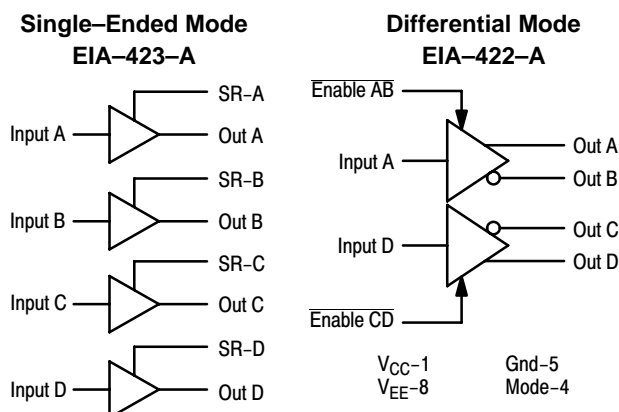 Single–Ended Mode
EIA–423–A
SR–A
Input A
Out A
SR–B
Input B
Out B
SR–C
Input C
Out C
SR–D
Input D
Out D
Differential Mode
EIA–422–A
Enable AB
Input A
Out A
Out B
Input D
Out C
Out D
Enable CD
VCC–1
Gnd–5
VEE–8
Mode–4